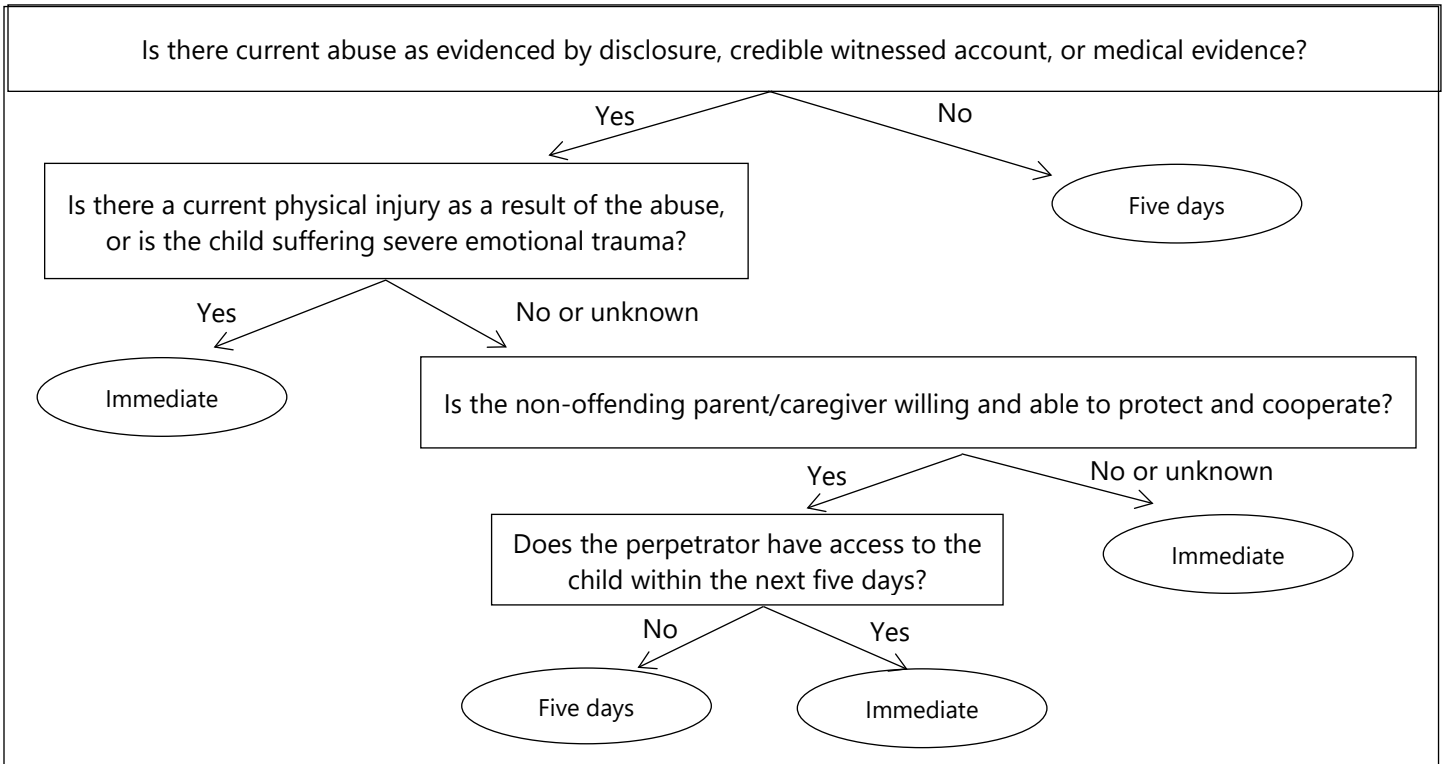 Is there current abuse as evidenced by disclosure, credible witnessed account, or medical evidence?
Yes
No
Is there a current physical injury as a result of the abuse,
or is the child suffering severe emotional trauma?
Five days
Yes
No or unknown
Immediate
Is the non-offending parent/caregiver willing and able to protect and cooperate?
Yes
No or unknown
Does the perpetrator have access to the
child within the next five days?
Immediate
No
Yes
Five days
Immediate